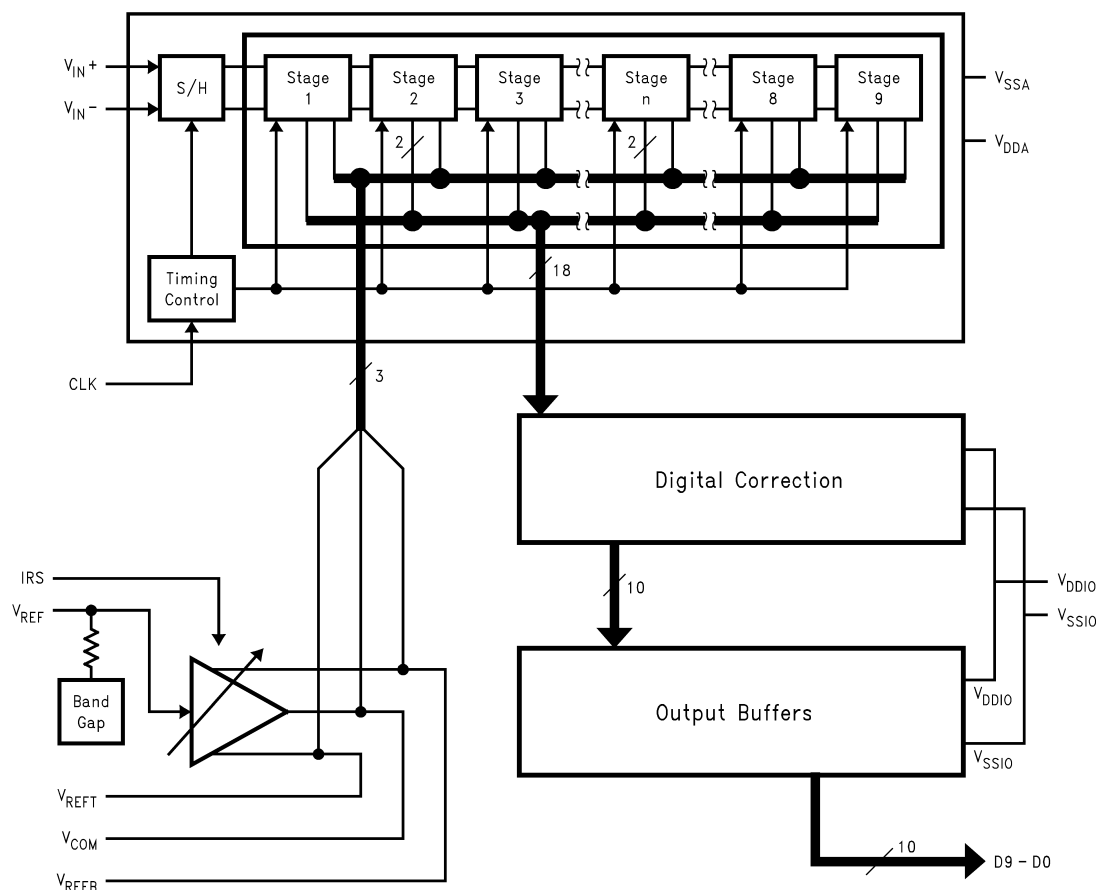 V_IN+
V_IN-
S/H
Stage 1
Stage 2
Stage 3
Stage n
Stage 8
Stage 9
V_SSA
V_DDA
2
2
Timing Control
18
CLK
3
Digital Correction
10
IRS
V_REF
V_DDIO
V_SSIO
Band Gap
Output Buffers
V_DDIO
V_SSIO
V_REFT
V_COM
V_REFB
10
D9 - D0